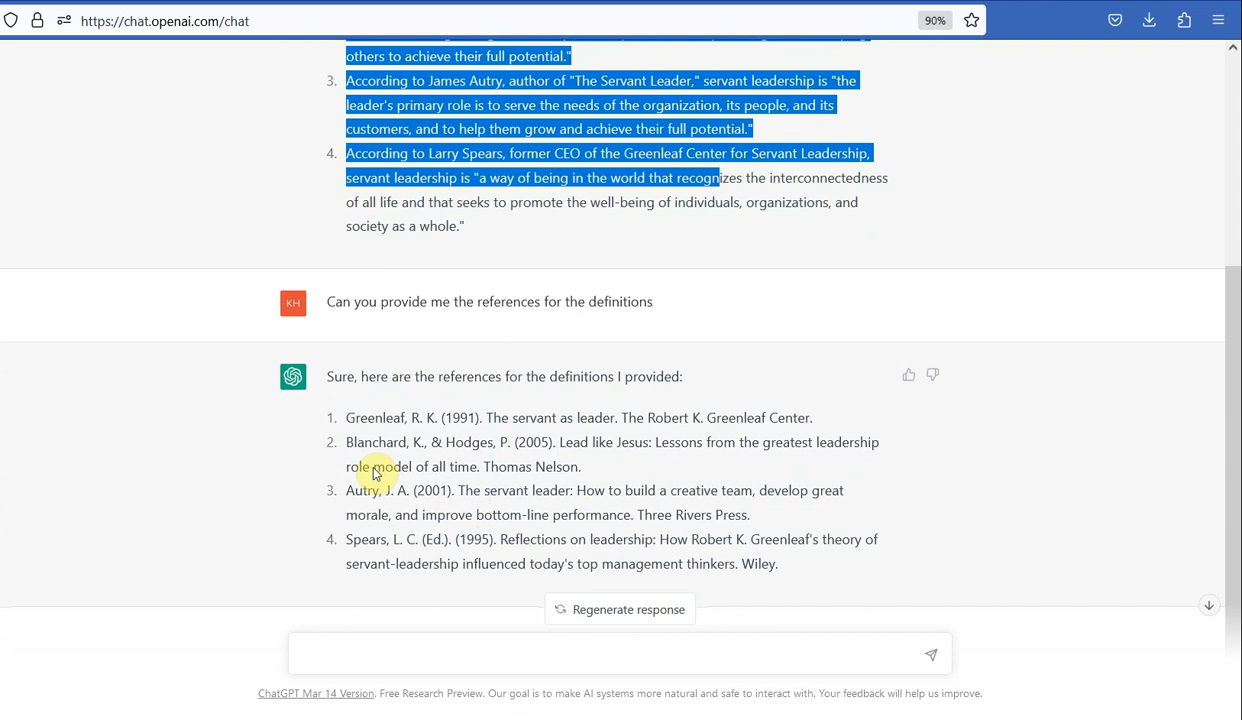 https://chat.openai.com/chat
90%
others to achieve their full potential."
3. According to James Autry, author of "The Servant Leader," servant leadership is "the
leader's primary role is to serve the needs of the organization, its people, and its
customers, and to help them grow and achieve their full potential."
4. According to Larry Spears, former CEO of the Greenleaf Center for Servant Leadership,
servant leadership is "a way of being in the world that recognizes the interconnectedness
of all life and that seeks to promote the well-being of individuals, organizations, and
society as a whole."
KH
Can you provide me the references for the definitions
Sure, here are the references for the definitions I provided:
1. Greenleaf, R. K. (1991). The servant as leader. The Robert K. Greenleaf Center.
2. Blanchard, K., & Hodges, P. (2005). Lead like Jesus: Lessons from the greatest leadership
role model of all time. Thomas Nelson.
3. Autry, J. A. (2001). The servant leader: How to build a creative team, develop great
morale, and improve bottom-line performance. Three Rivers Press.
4. Spears, L. C. (Ed.). (1995). Reflections on leadership: How Robert K. Greenleaf's theory of
servant-leadership influenced today's top management thinkers. Wiley.
Regenerate response
ChatGPT Mar 14 Version. Free Research Preview. Our goal is to make AI systems more natural and safe to interact with. Your feedback will help us improve.